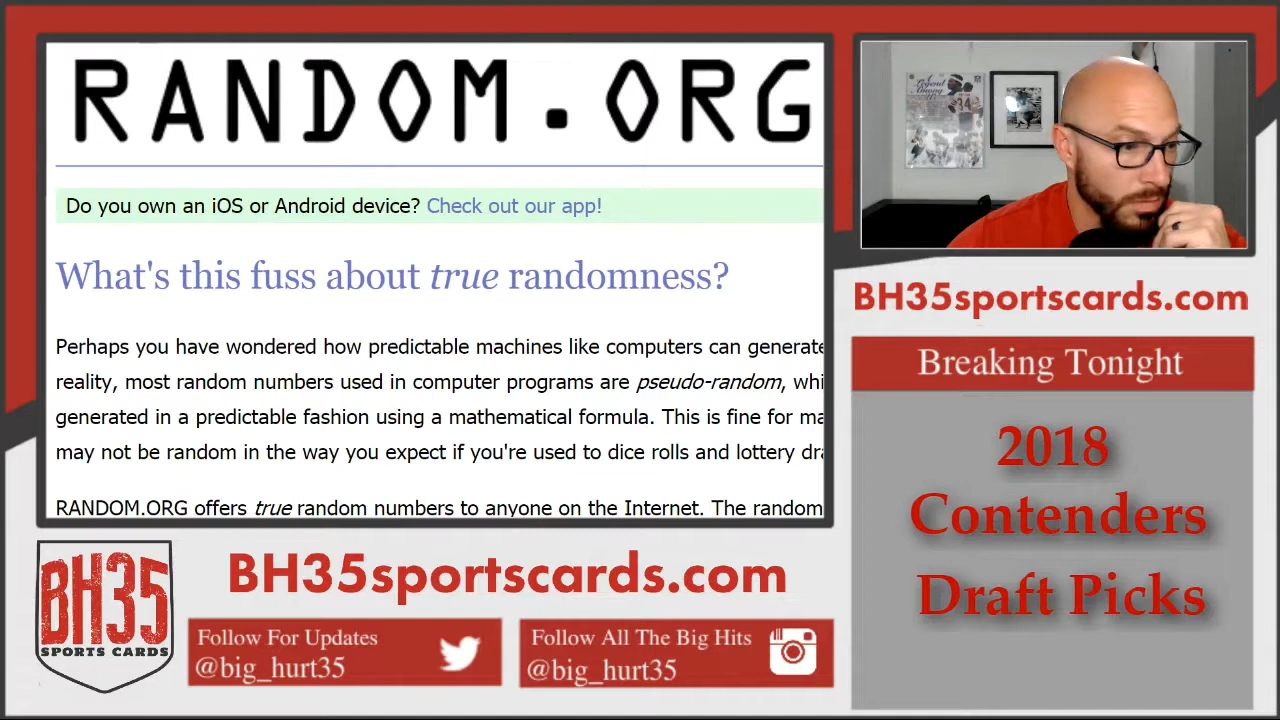 RANDOM.ORG
Do you own an iOS or Android device? Check out our app!
What's this fuss about true randomness?
Perhaps you have wondered how predictable machines like computers can generate
reality, most random numbers used in computer programs are pseudo-random, whi
generated in a predictable fashion using a mathematical formula. This is fine for ma
may not be random in the way you expect if you're used to dice rolls and lottery dra
RANDOM.ORG offers true random numbers to anyone on the Internet. The random
34
BH35sportscards.com
Breaking Tonight
2018
Contenders
Draft Picks
BH35
SPORTS CARDS
BH35sportscards.com
Follow For Updates
@big_hurt35
Follow All The Big Hits
@big_hurt35